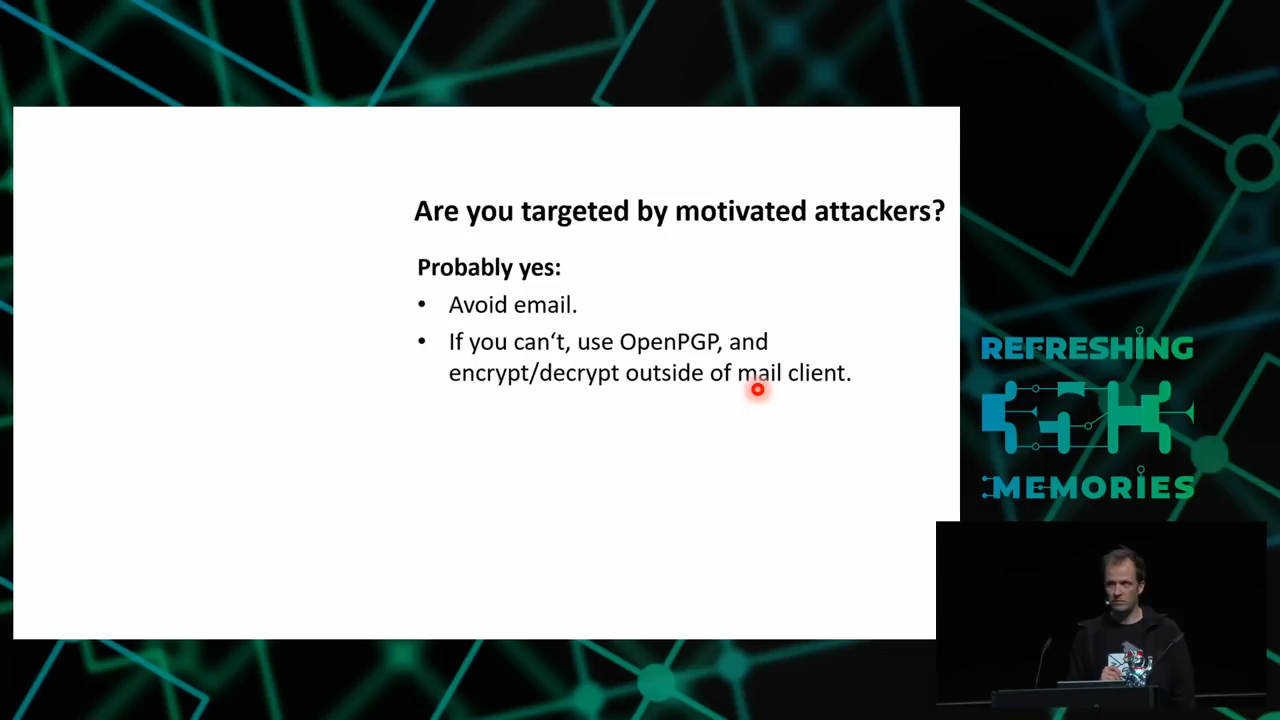 Are you targeted by motivated attackers?
Probably yes:
• Avoid email.
• If you can‘t, use OpenPGP, and
encrypt/decrypt outside of mail client.
REFRESHING
MEMORIES